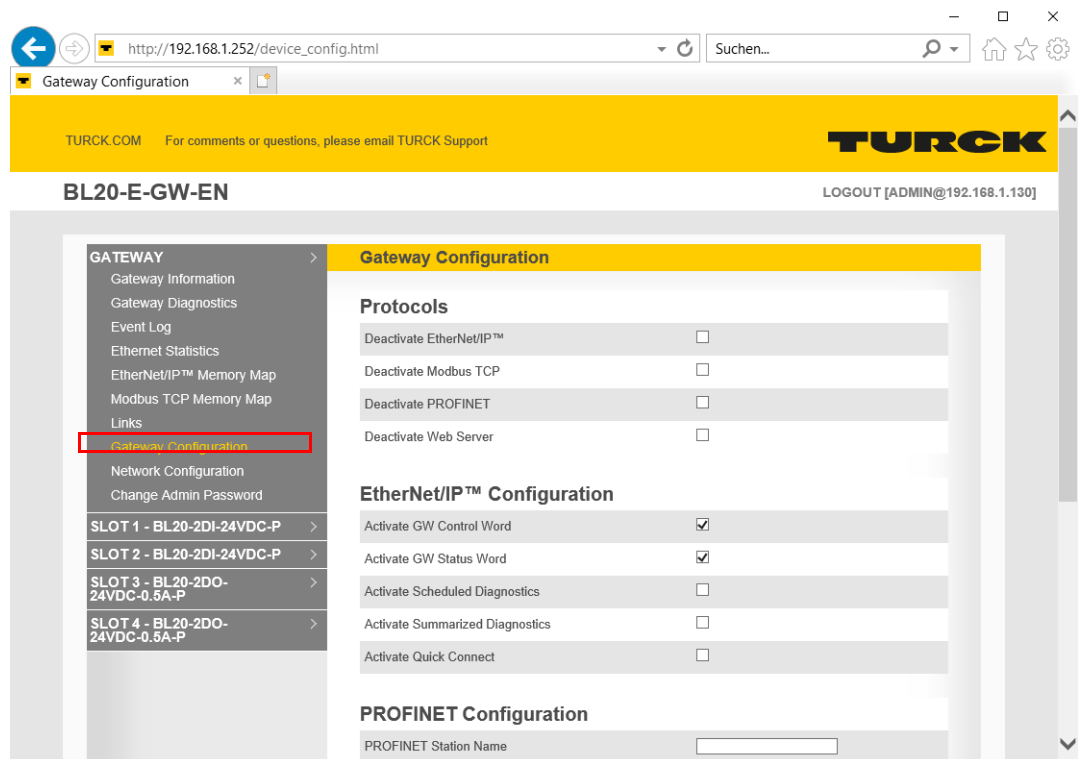 http://192.168.1.252/device_config.html
Suchen...
Gateway Configuration
TURCK.COM For comments or questions, please email TURCK Support
TURCK
BL20-E-GW-EN
LOGOUT [ADMIN@192.168.1.130]
GATEWAY
Gateway Information
Gateway Diagnostics
Event Log
Ethernet Statistics
EtherNet/IP™ Memory Map
Modbus TCP Memory Map
Links
Gateway Configuration
Network Configuration
Change Admin Password
SLOT 1 - BL20-2DI-24VDC-P
SLOT 2 - BL20-2DI-24VDC-P
SLOT 3 - BL20-2DO-
24VDC-0.5A-P
SLOT 4 - BL20-2DO-
24VDC-0.5A-P
Gateway Configuration
Protocols
Deactivate EtherNet/IP™
Deactivate Modbus TCP
Deactivate PROFINET
Deactivate Web Server
EtherNet/IP™ Configuration
Activate GW Control Word
Activate GW Status Word
Activate Scheduled Diagnostics
Activate Summarized Diagnostics
Activate Quick Connect
PROFINET Configuration
PROFINET Station Name